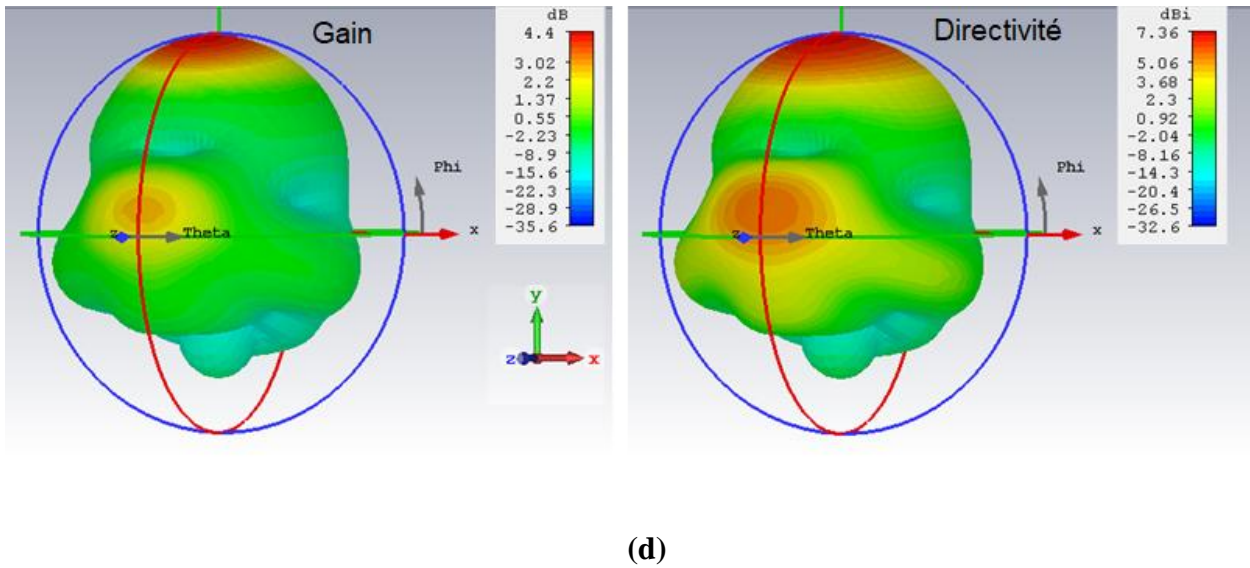 Gain
dB
4.4
3.02
2.2
1.37
0.55
-2.23
-8.9
-15.6
-22.3
-28.9
-35.6
Phi
z
Theta
x
y
z
x
Directivité
dBi
7.36
5.06
3.68
2.3
0.92
-2.04
-8.16
-14.3
-20.4
-26.5
-32.6
Phi
z
Theta
x
(d)